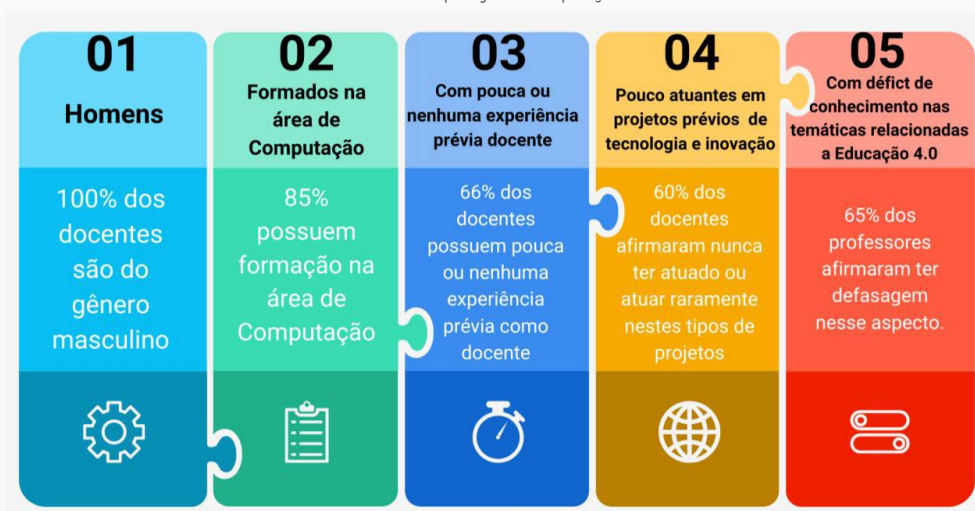 01
Homens
100% dos
docentes
são do
gênero
masculino
02
Formados na
área de
Computação
85%
possuem
formação na
área de
Computação
03
Com pouca ou
nenhuma experiência
prévia docente
66% dos
docentes
possuem pouca
ou nenhuma
experiência
prévia como
docente
04
Pouco atuantes em
projetos prévios de
tecnologia e inovação
60% dos
docentes
afirmaram nunca
ter atuado ou
atuar raramente
nestes tipos de
projetos
05
Com défict de
conhecimento nas
temáticas relacionadas
a Educação 4.0
65% dos
professores
afirmaram ter
defasagem
nesse aspecto.